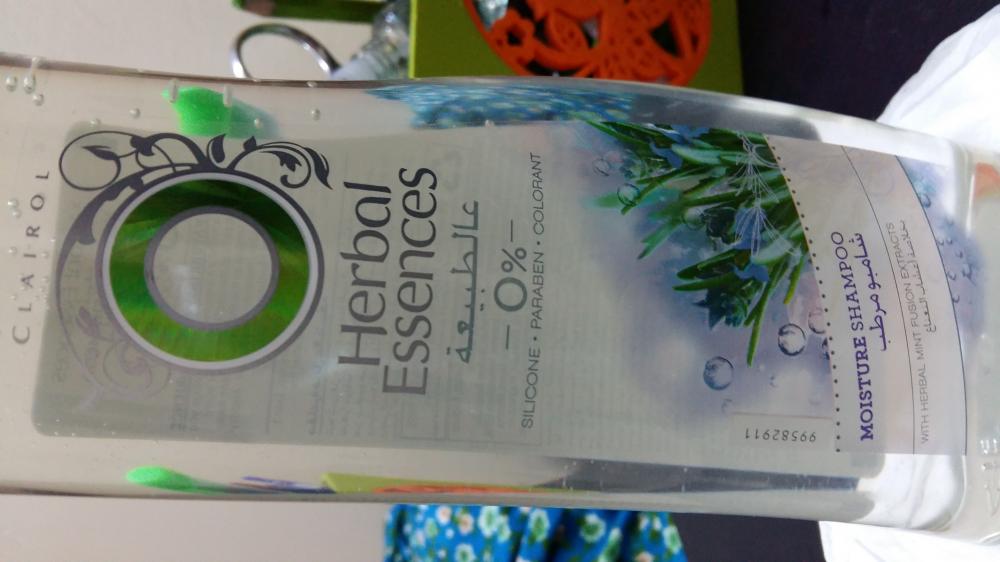 CLAIROL
Herbal
Essences
عالطبيعة
— 0% —
SILICONE • PARABEN • COLORANT
99582911
MOISTURE SHAMPOO
شامبو مرطب
WITH HERBAL MINT FUSION EXTRACTS